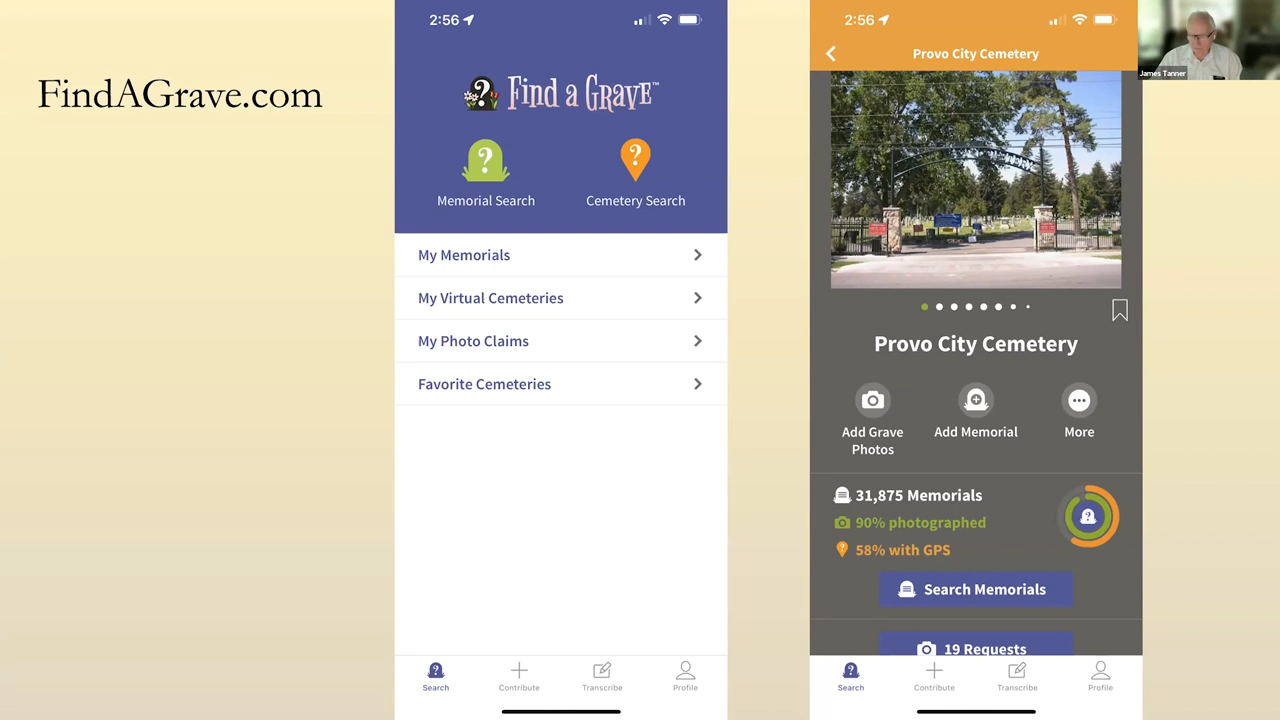 FindAGrave.com
2:56
Find a Grave™
Memorial Search
Cemetery Search
My Memorials
My Virtual Cemeteries
My Photo Claims
Favorite Cemeteries
Search
Contribute
Transcribe
Profile
2:56
Provo City Cemetery
Provo City Cemetery
Add Grave
Photos
Add Memorial
More
31,875 Memorials
90% photographed
58% with GPS
Search Memorials
19 Requests
Search
Contribute
Transcribe
Profile
James Tanner